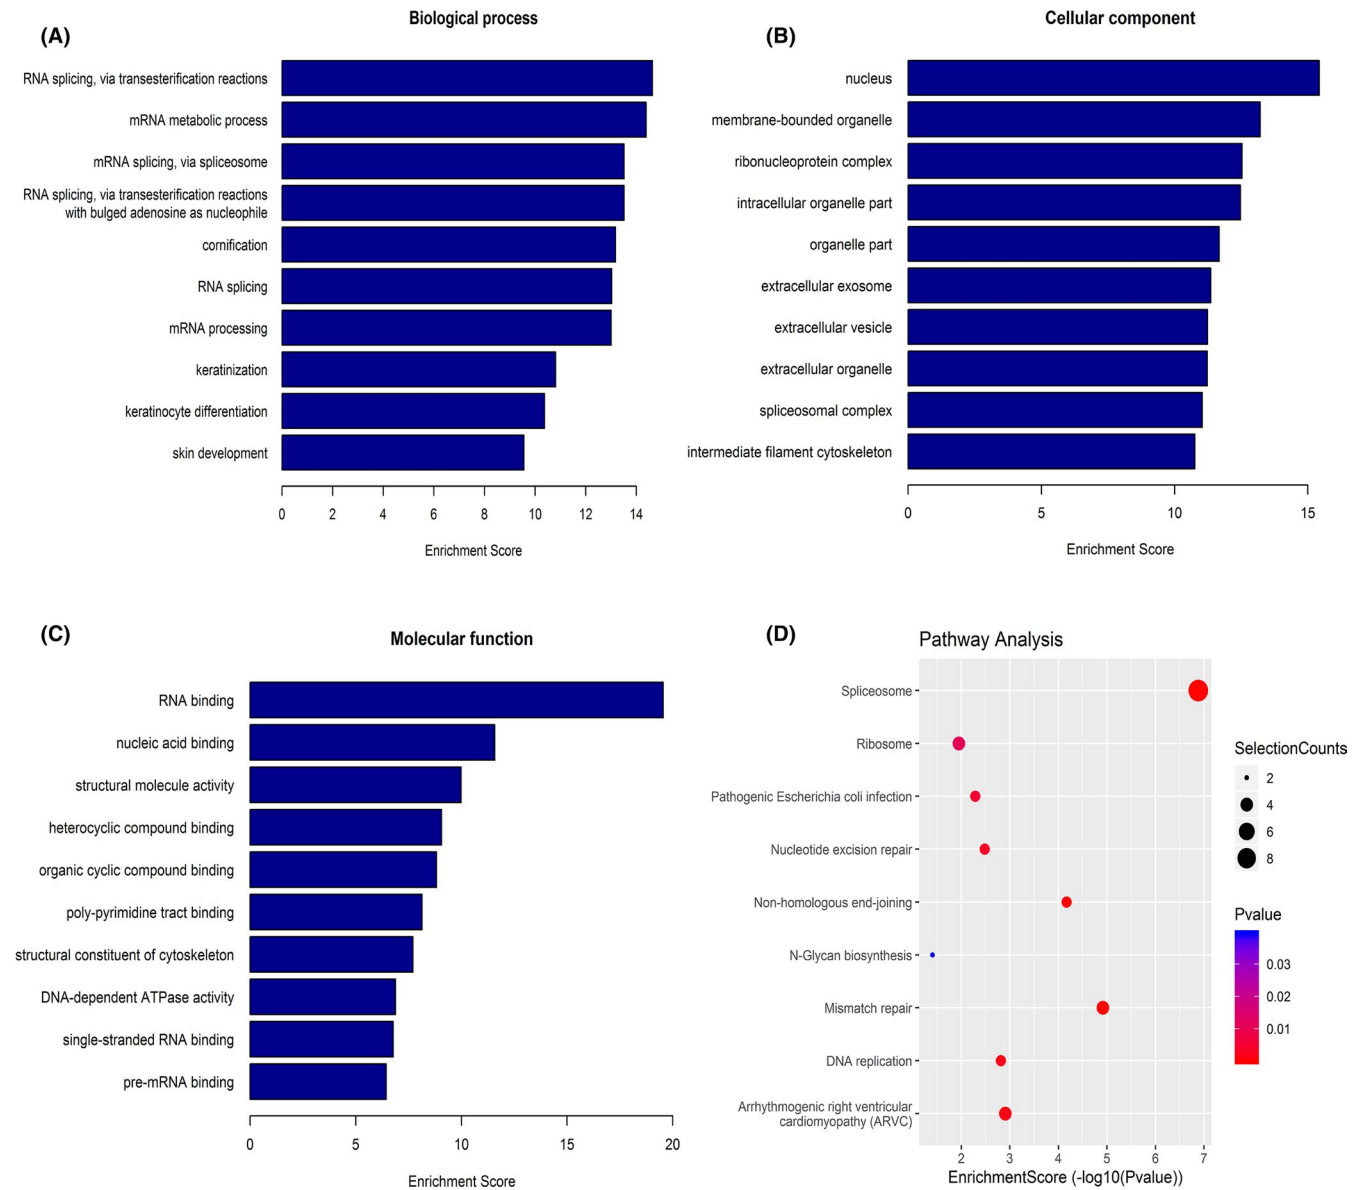 (A)
Biological process
RNA splicing, via transesterification reactions
mRNA metabolic process
mRNA splicing, via spliceosome
RNA splicing, via transesterification reactions
with bulged adenosine as nucleophile
cornification
RNA splicing
mRNA processing
keratinization
keratinocyte differentiation
skin development
0 2 4 6 8 10 12 14
Enrichment Score
(B)
Cellular component
nucleus
membrane-bounded organelle
ribonucleoprotein complex
intracellular organelle part
organelle part
extracellular exosome
extracellular vesicle
extracellular organelle
spliceosomal complex
intermediate filament cytoskeleton
0 5 10 15
Enrichment Score
(C)
Molecular function
RNA binding
nucleic acid binding
structural molecule activity
heterocyclic compound binding
organic cyclic compound binding
poly-pyrimidine tract binding
structural constituent of cytoskeleton
DNA-dependent ATPase activity
single-stranded RNA binding
pre-mRNA binding
0 5 10 15 20
Enrichment Score
(D)
Pathway Analysis
Spliceosome
Ribosome
Pathogenic Escherichia coli infection
Nucleotide excision repair
Non-homologous end-joining
N-Glycan biosynthesis
Mismatch repair
DNA replication
Arrhythmogenic right ventricular
cardiomyopathy (ARVC)
2 3 4 5 6 7
EnrichmentScore (-log10(Pvalue))
SelectionCounts
2
4
6
8
Pvalue
0.03
0.02
0.01